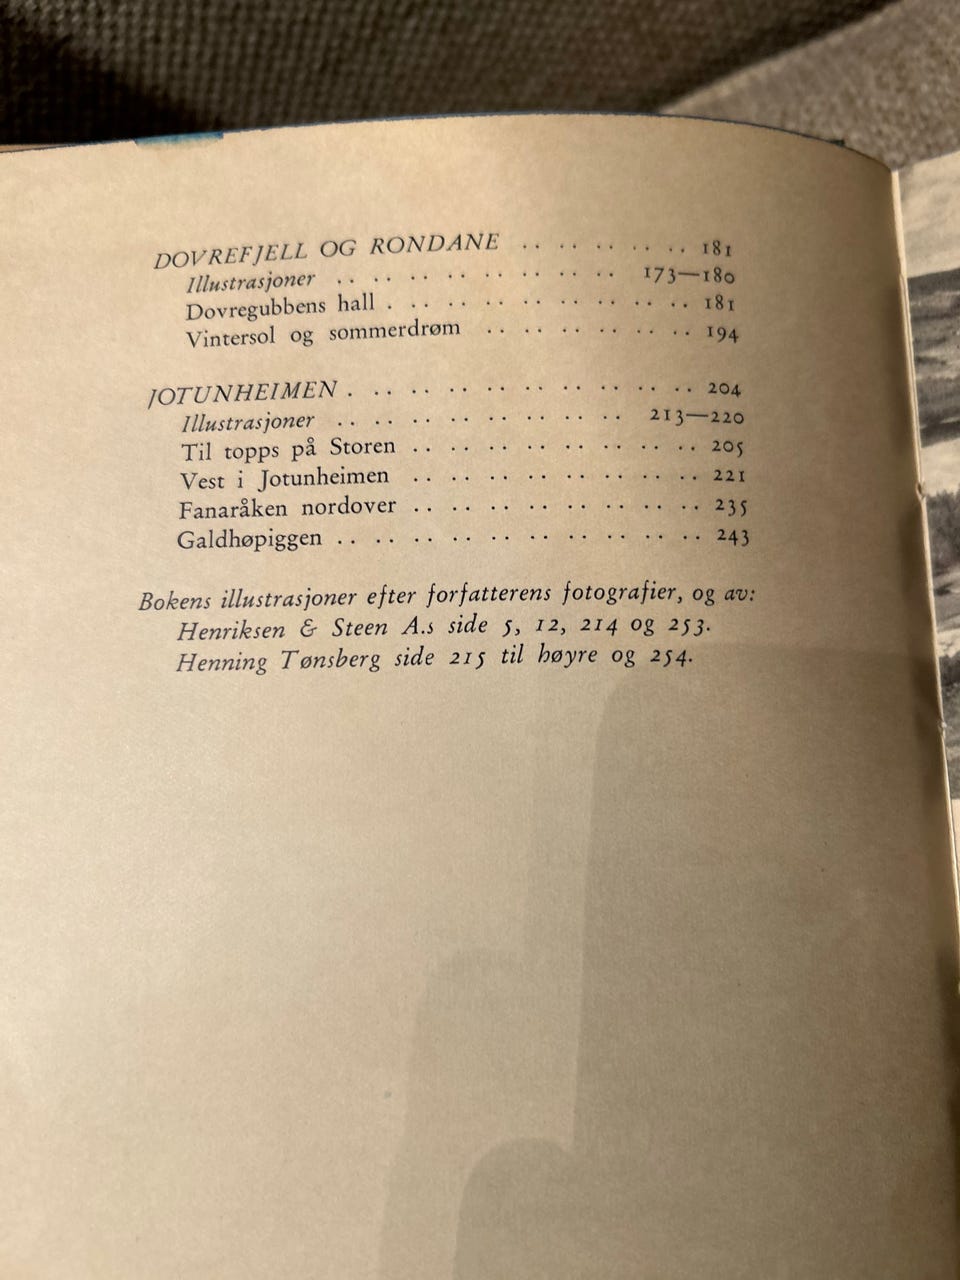 DOVREFJELL OG RONDANE .. .. .. .. .. 181
Illustrasjoner .. .. .. .. .. .. .. .. 173—180
Dovregubbens hall . .. .. .. .. .. .. .. .. 181
Vintersol og sommerdrøm .. .. .. .. .. .. 194
JOTUNHEIMEN . .. .. .. .. .. .. .. .. .. 204
Illustrasjoner .. .. .. .. .. .. .. .. 213—220
Til topps på Storen .. .. .. .. .. .. .. .. 205
Vest i Jotunheimen .. .. .. .. .. .. .. .. 221
Fanaråken nordover .. .. .. .. .. .. .. .. 235
Galdhøpiggen .. .. .. .. .. .. .. .. .. .. 243
Bokens illustrasjoner efter forfatterens fotografier, og av:
Henriksen & Steen A.s side 5, 12, 214 og 253.
Henning Tønsberg side 215 til høyre og 254.